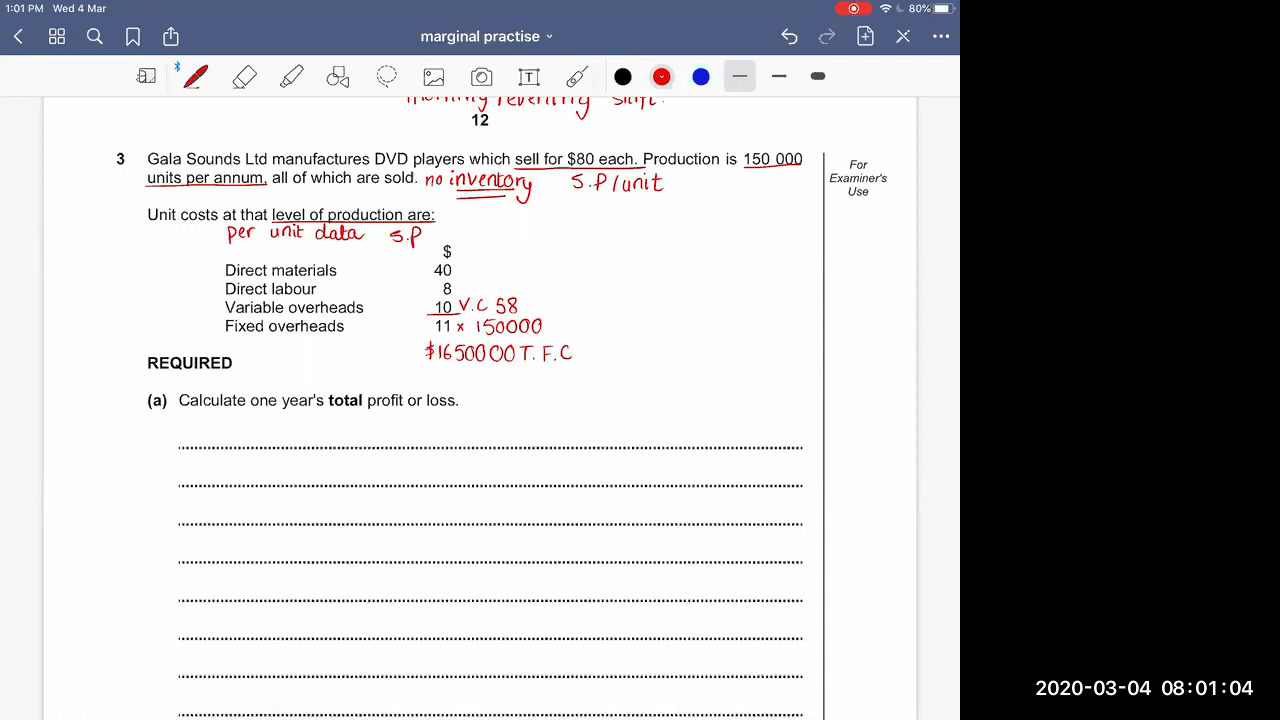 1:01 PM Wed 4 Mar 80%
marginal practise
morning / evening shift.
12
3 Gala Sounds Ltd manufactures DVD players which sell for $80 each. Production is 150 000
For
units per annum, all of which are sold. no inventory S.P/unit
Examiner's
Use
Unit costs at that level of production are:
per unit data S.P
$
Direct materials 40
Direct labour 8
Variable overheads 10 V.C 58
Fixed overheads 11 x 150000
$1650000 T.F.C
REQUIRED
(a) Calculate one year's total profit or loss.
2020-03-04 08:01:04